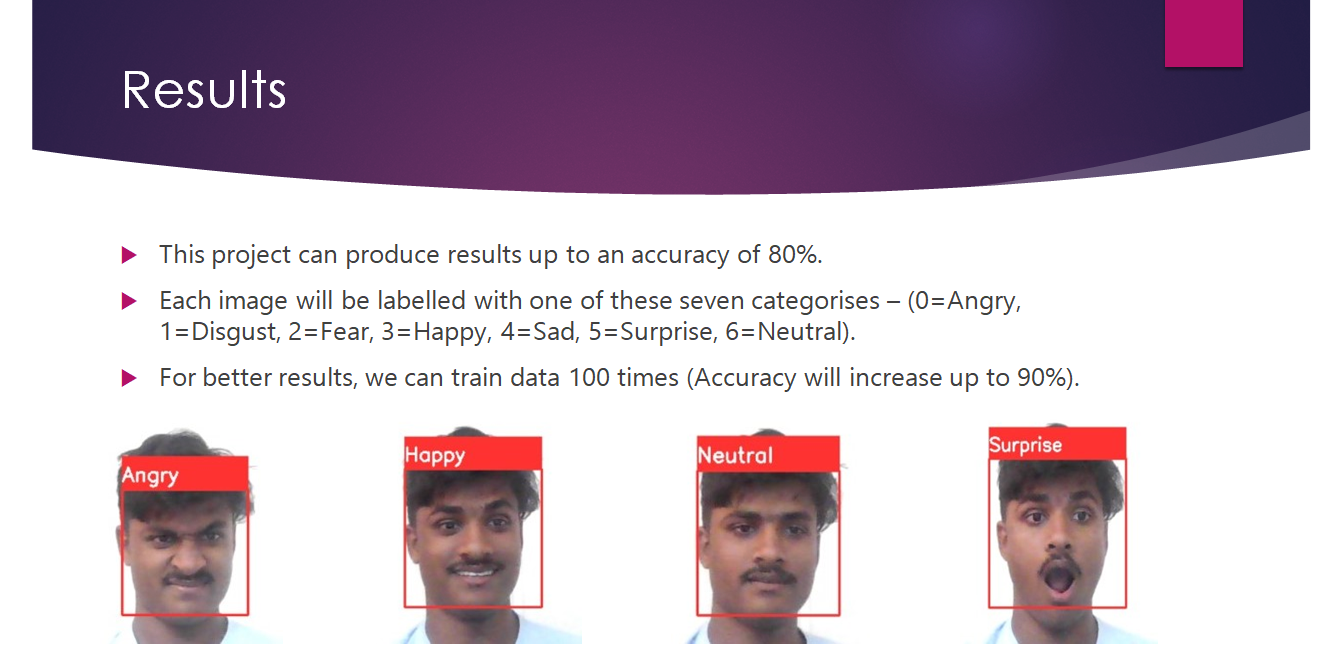 Results
This project can produce results up to an accuracy of 80%.
Each image will be labelled with one of these seven categorises – (0=Angry,
1=Disgust, 2=Fear, 3=Happy, 4=Sad, 5=Surprise, 6=Neutral).
For better results, we can train data 100 times (Accuracy will increase up to 90%).
Angry
Happy
Neutral
Surprise